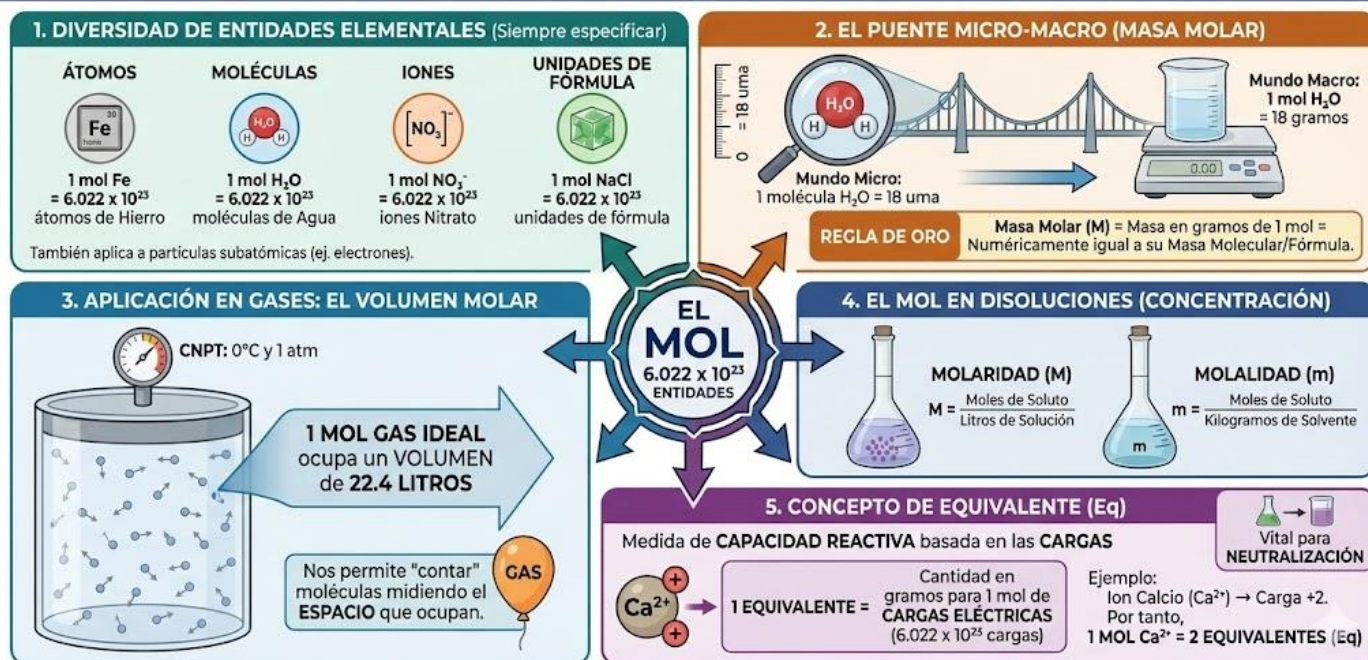 1. DIVERSIDAD DE ENTIDADES ELEMENTALES (Siempre especificar)
ÁTOMOS
30
Fe
1 mol Fe
= 6.022 x 10²³
átomos de Hierro
MOLÉCULAS
H₂O
H H
1 mol H₂O
= 6.022 x 10²³
moléculas de Agua
IONES
[NO₃]⁻
1 mol NO₃⁻
= 6.022 x 10²³
iones Nitrato
UNIDADES DE
FÓRMULA
1 mol NaCl
= 6.022 x 10²³
unidades de fórmula
También aplica a partículas subatómicas (ej. electrones).
2. EL PUENTE MICRO-MACRO (MASA MOLAR)
0 = 18 uma
H₂O
H H
Mundo Micro:
1 molécula H₂O = 18 uma
0.00
Mundo Macro:
1 mol H₂O
= 18 gramos
REGLA DE ORO
Masa Molar (M) = Masa en gramos de 1 mol =
Numéricamente igual a su Masa Molecular/Fórmula.
EL
MOL
6.022 x 10²³
ENTIDADES
3. APLICACIÓN EN GASES: EL VOLUMEN MOLAR
CNPT: 0°C y 1 atm
1 MOL GAS IDEAL
ocupa un VOLUMEN
de 22.4 LITROS
Nos permite "contar"
moléculas midiendo el
ESPACIO que ocupan.
GAS
4. EL MOL EN DISOLUCIONES (CONCENTRACIÓN)
MOLARIDAD (M)
M = Moles de Soluto
Litros de Solución
m
MOLALIDAD (m)
m = Moles de Soluto
Kilogramos de Solvente
5. CONCEPTO DE EQUIVALENTE (Eq)
Medida de CAPACIDAD REACTIVA basada en las CARGAS
Ca²⁺
+
+
1 EQUIVALENTE =
Cantidad en
gramos para 1 mol de
CARGAS ELÉCTRICAS
(6.022 x 10²³ cargas)
Vital para
NEUTRALIZACIÓN
Ejemplo:
Ion Calcio (Ca²⁺) → Carga +2.
Por tanto,
1 MOL Ca²⁺ = 2 EQUIVALENTES (Eq)